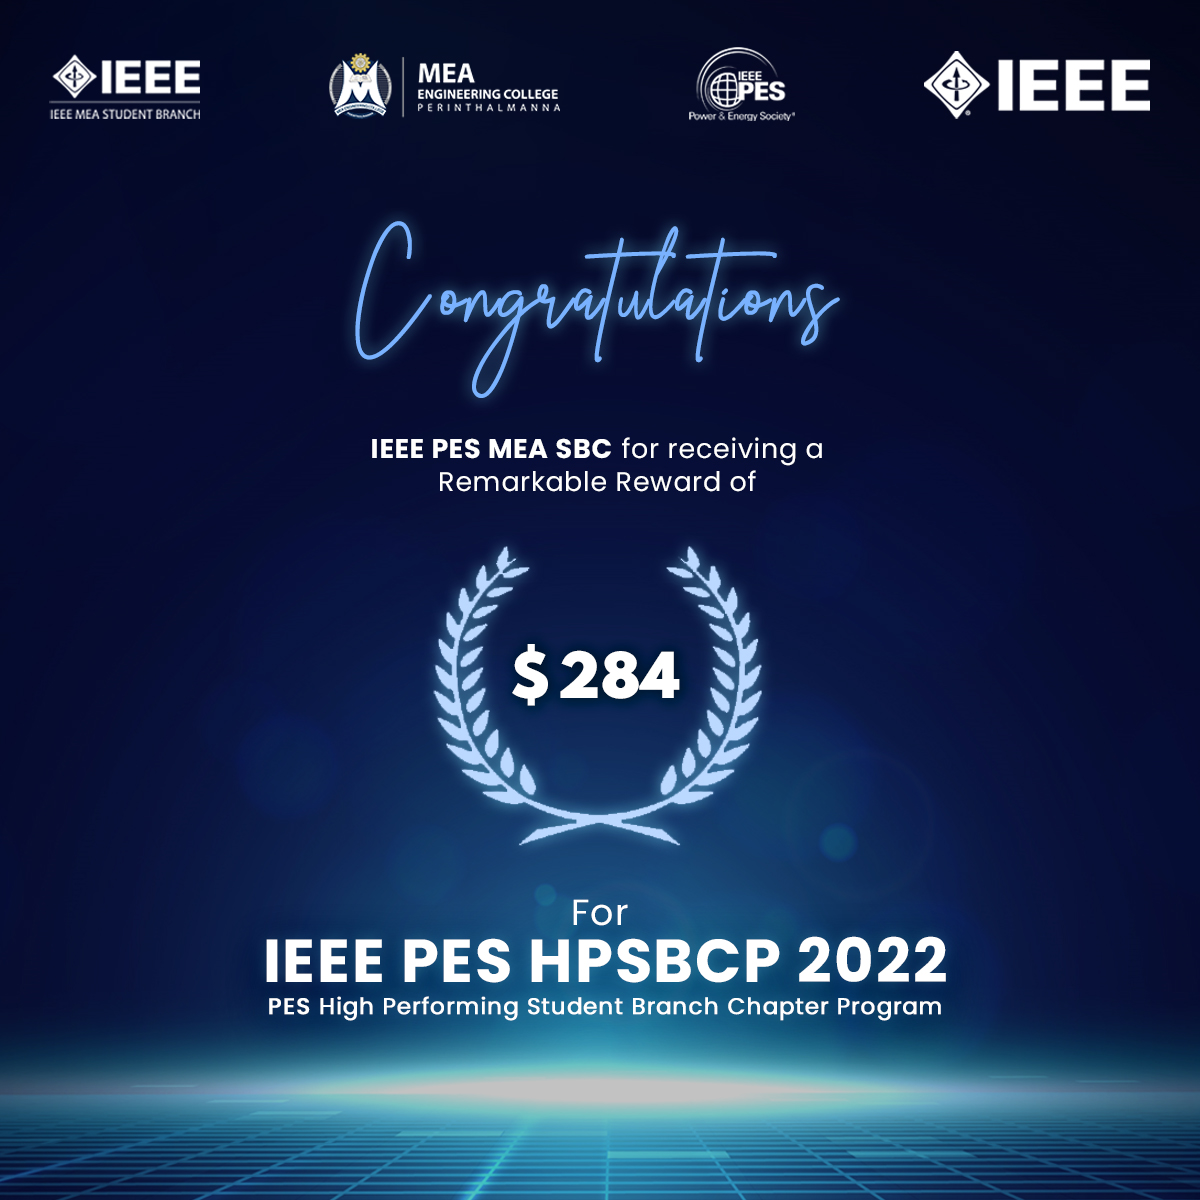 IEEE
IEEE MEA STUDENT BRANCH
MEA
ENGINEERING COLLEGE
PERINTHALMANNA
IEEE
PES
Power & Energy Society®
IEEE
Congratulations
IEEE PES MEA SBC for receiving a
Remarkable Reward of
$ 284
For
IEEE PES HPSBCP 2022
PES High Performing Student Branch Chapter Program